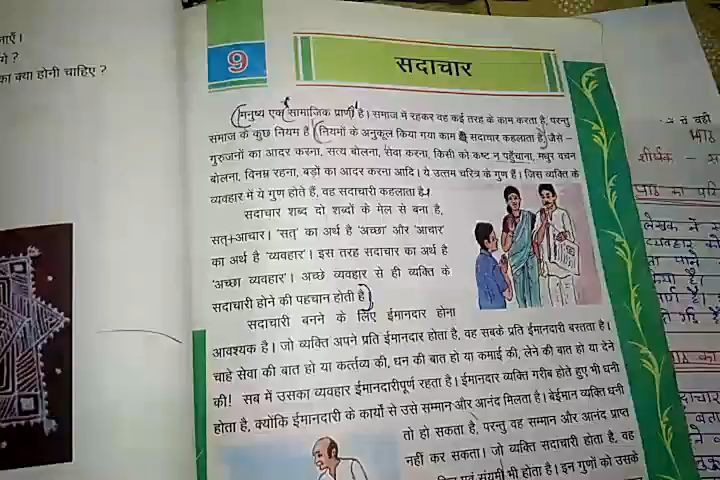 जाएँ।
गे ?
का क्या होनी चाहिए ?
9
सदाचार
मनुष्य एक सामाजिक प्राणी है। समाज में रहकर वह कई तरह के काम करता है, परन्तु
समाज के कुछ नियम हैं। नियमों के अनुकूल किया गया काम ही सदाचार कहलाता है, जैसे –
गुरुजनों का आदर करना, सत्य बोलना, सेवा करना, किसी को कष्ट न पहुँचाना, मधुर वचन
बोलना, विनम्र रहना, बड़ों का आदर करना आदि। ये उत्तम चरित्र के गुण हैं। जिस व्यक्ति के
व्यवहार में ये गुण होते हैं, वह सदाचारी कहलाता है।
सदाचार शब्द दो शब्दों के मेल से बना है,
सत्+आचार। 'सत्' का अर्थ है 'अच्छा' और 'आचार'
का अर्थ है 'व्यवहार'। इस तरह सदाचार का अर्थ है
'अच्छा व्यवहार'। अच्छे व्यवहार से ही व्यक्ति के
सदाचारी होने की पहचान होती है।
सदाचारी बनने के लिए ईमानदार होना
आवश्यक है। जो व्यक्ति अपने प्रति ईमानदार होता है, वह सबके प्रति ईमानदारी बरतता है।
चाहे सेवा की बात हो या कर्त्तव्य की, धन की बात हो या कमाई की, लेने की बात हो या देने
की! सब में उसका व्यवहार ईमानदारीपूर्ण रहता है। ईमानदार व्यक्ति गरीब होते हुए भी धनी
होता है, क्योंकि ईमानदारी के कार्यों से उसे सम्मान और आनंद मिलता है। बेईमान व्यक्ति धनी
तो हो सकता है, परन्तु वह सम्मान और आनंद प्राप्त
नहीं कर सकता। जो व्यक्ति सदाचारी होता है, वह
एवं संयमी भी होता है। इन गुणों को उसके
शीर्षक –
लेखक ने